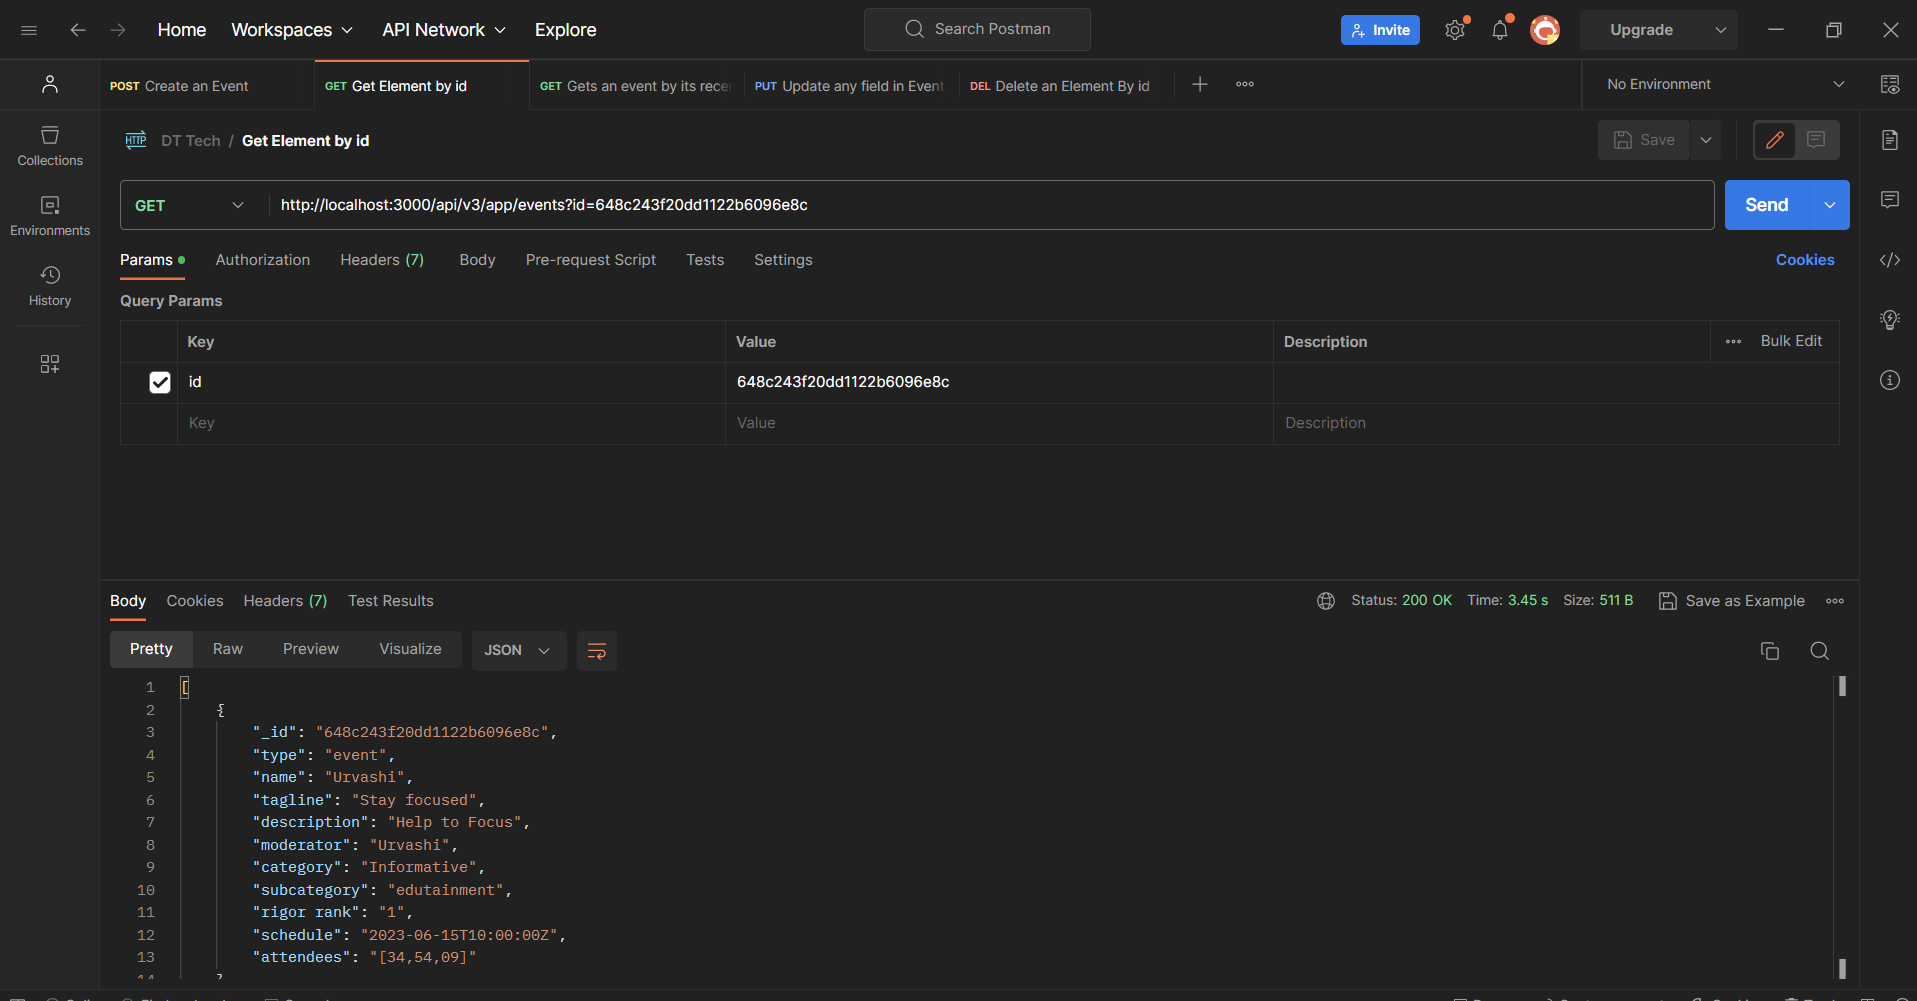 Home Workspaces API Network Explore Search Postman Invite Upgrade
POST Create an Event GET Get Element by id GET Gets an event by its recen PUT Update any field in Event DEL Delete an Element By id No Environment
HTTP DT Tech / Get Element by id Save
Collections
GET http://localhost:3000/api/v3/app/events?id=648c243f20dd1122b6096e8c Send
Environments
Params Authorization Headers (7) Body Pre-request Script Tests Settings Cookies
History
Query Params
Key Value Description Bulk Edit
id 648c243f20dd1122b6096e8c
Key Value Description
Body Cookies Headers (7) Test Results Status: 200 OK Time: 3.45 s Size: 511 B Save as Example
Pretty Raw Preview Visualize JSON
1 [
2 {
3 "_id": "648c243f20dd1122b6096e8c",
4 "type": "event",
5 "name": "Urvashi",
6 "tagline": "Stay focused",
7 "description": "Help to Focus",
8 "moderator": "Urvashi",
9 "category": "Informative",
10 "subcategory": "edutainment",
11 "rigor rank": "1",
12 "schedule": "2023-06-15T10:00:00Z",
13 "attendees": "[34,54,09]"
14 }